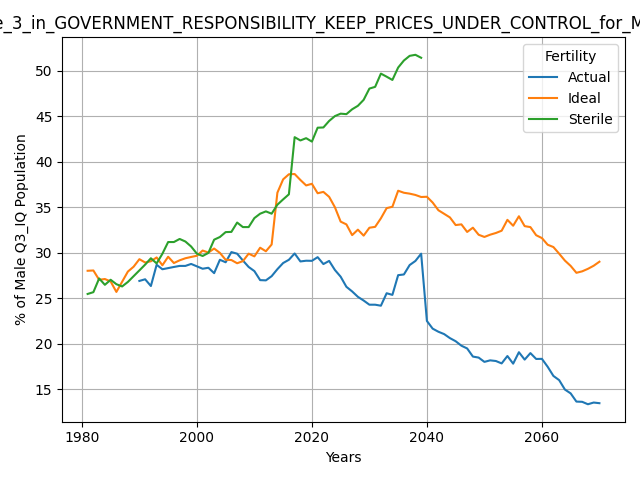 e_3_in_GOVERNMENT_RESPONSIBILITY_KEEP_PRICES_UNDER_CONTROL_for_M
Fertility
Actual
Ideal
Sterile
% of Male Q3_IQ Population
50
45
40
35
30
25
20
15
1980 2000 2020 2040 2060
Years